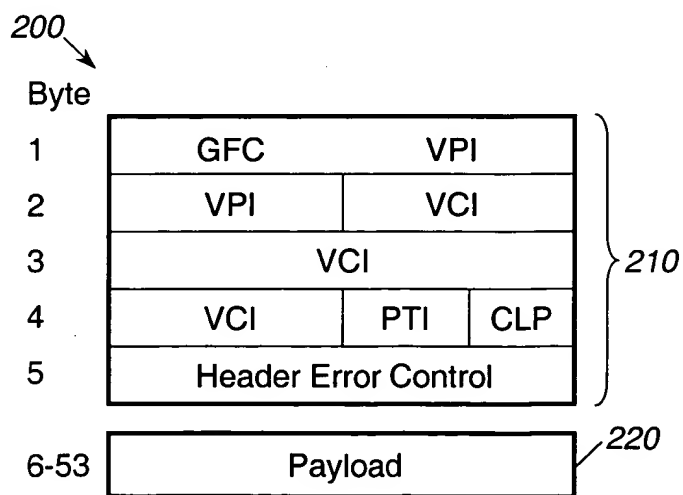 200
Byte
1 GFC VPI
2 VPI VCI
3 VCI 210
4 VCI PTI CLP
5 Header Error Control
220
6-53 Payload